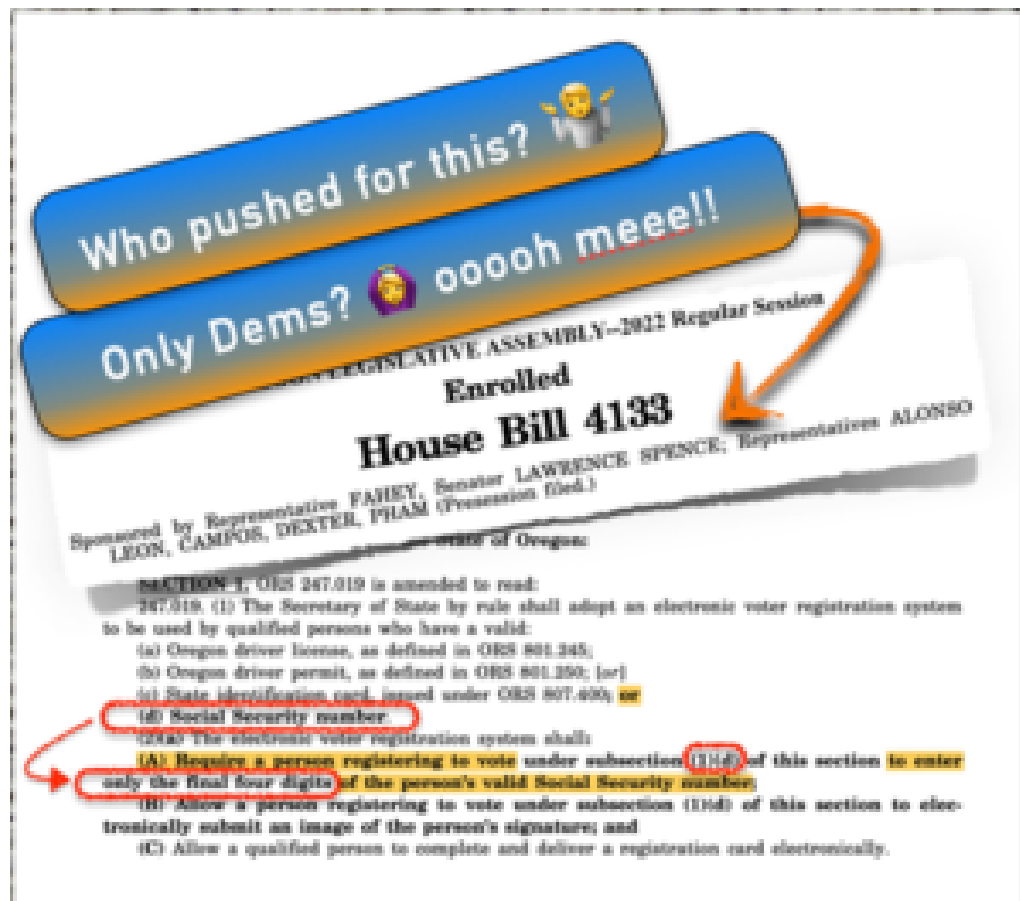 Who pushed for this? 🤷
Only Dems? 🙆 ooooh meee!!
LEGISLATIVE ASSEMBLY--2022 Regular Session
Enrolled
House Bill 4133
Sponsored by Representative FAHEY, Senator LAWRENCE SPENCE; Representatives ALONSO
LEON, CAMPOS, DEXTER, PHAM (Presession filed.)
State of Oregon:
SECTION 1. ORS 247.019 is amended to read:
247.019. (1) The Secretary of State by rule shall adopt an electronic voter registration system
to be used by qualified persons who have a valid:
(a) Oregon driver license, as defined in ORS 801.245;
(b) Oregon driver permit, as defined in ORS 801.250; [or]
(c) State identification card, issued under ORS 807.400; or
(d) Social Security number.
(2)(a) The electronic voter registration system shall:
(A) Require a person registering to vote under subsection (1)(d) of this section to enter
only the final four digits of the person's valid Social Security number;
(B) Allow a person registering to vote under subsection (1)(d) of this section to elec-
tronically submit an image of the person's signature; and
(C) Allow a qualified person to complete and deliver a registration card electronically.